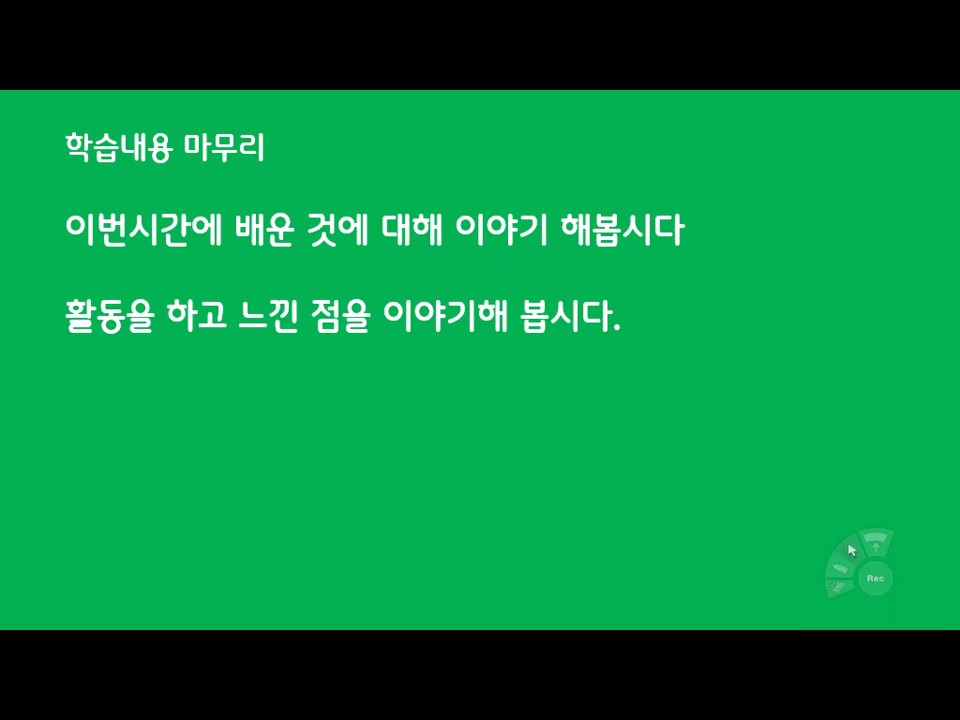 학습내용 마무리
이번시간에 배운 것에 대해 이야기 해봅시다
활동을 하고 느낀 점을 이야기해 봅시다.
Rec